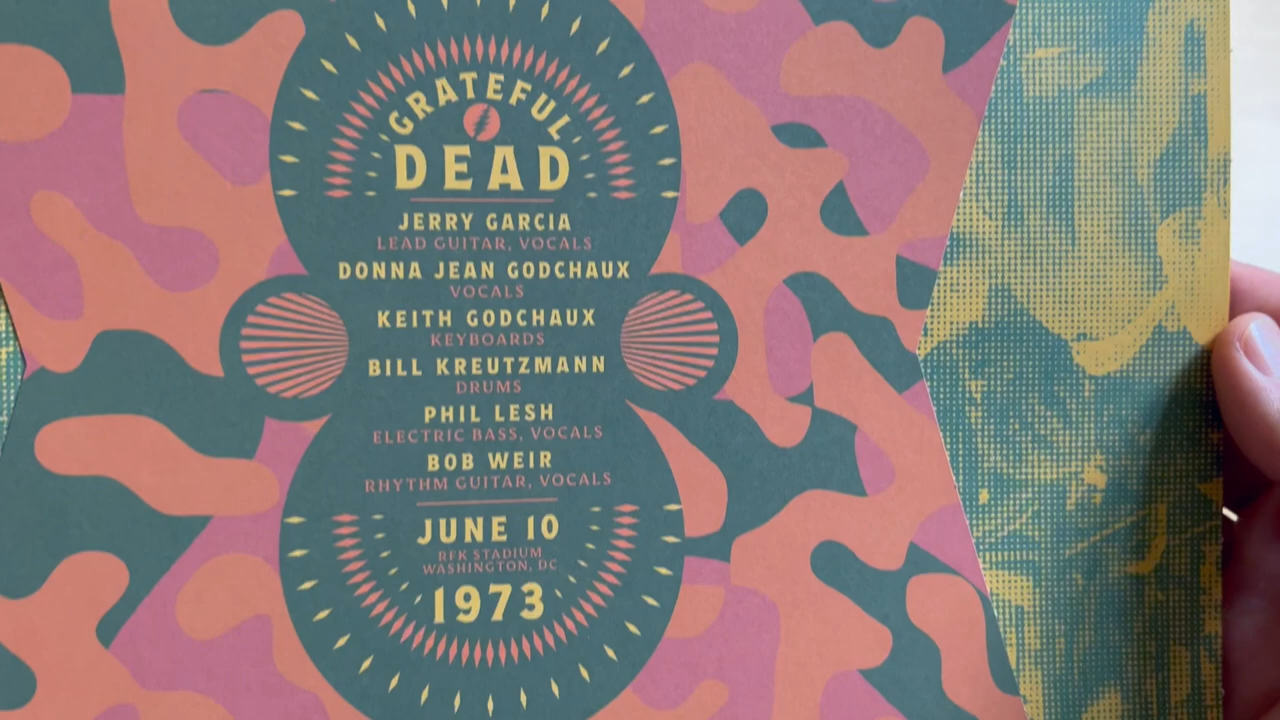 GRATEFUL
DEAD
JERRY GARCIA
LEAD GUITAR, VOCALS
DONNA JEAN GODCHAUX
VOCALS
KEITH GODCHAUX
KEYBOARDS
BILL KREUTZMANN
DRUMS
PHIL LESH
ELECTRIC BASS, VOCALS
BOB WEIR
RHYTHM GUITAR, VOCALS
JUNE 10
RFK STADIUM
WASHINGTON, DC
1973